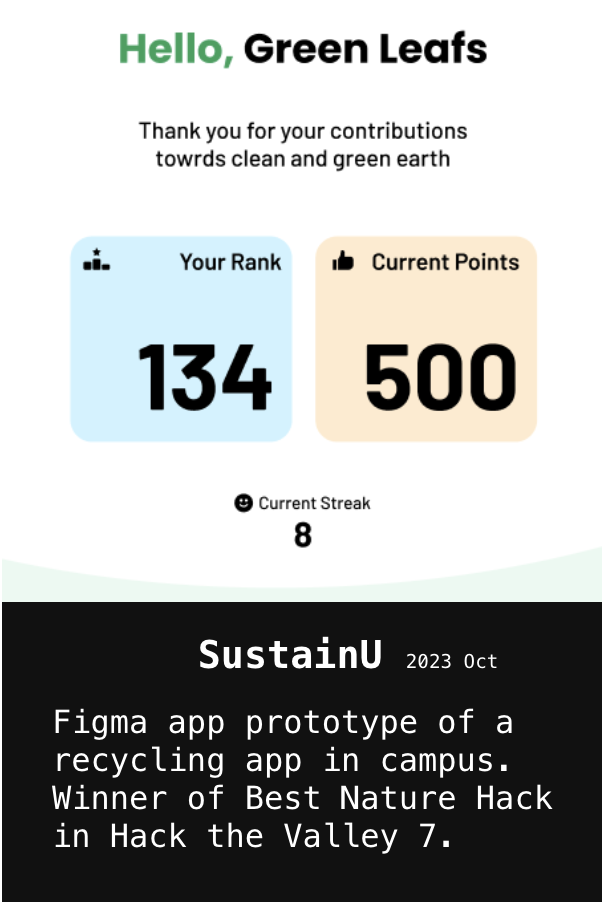 Hello, Green Leafs
Thank you for your contributions
towrds clean and green earth
Your Rank
134
Current Points
500
Current Streak
8
SustainU 2023 Oct
Figma app prototype of a
recycling app in campus.
Winner of Best Nature Hack
in Hack the Valley 7.